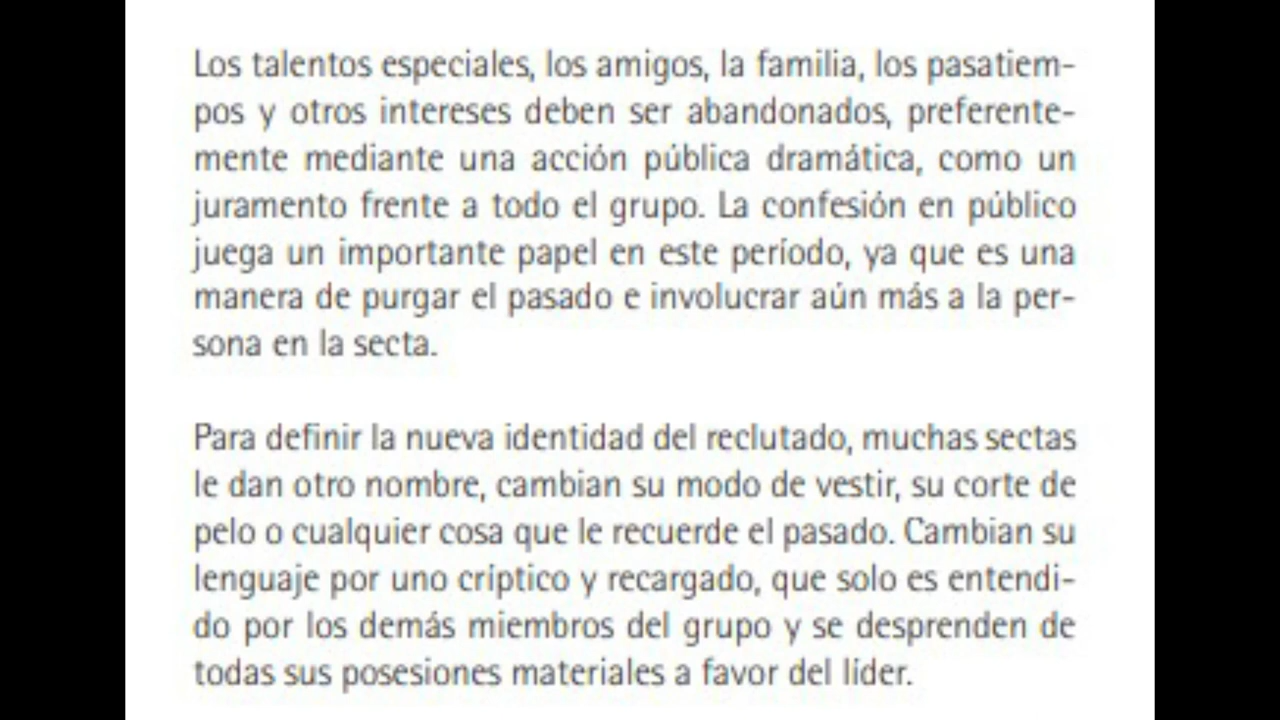 Los talentos especiales, los amigos, la familia, los pasatiem-
pos y otros intereses deben ser abandonados, preferente-
mente mediante una acción pública dramática, como un
juramento frente a todo el grupo. La confesión en público
juega un importante papel en este período, ya que es una
manera de purgar el pasado e involucrar aún más a la per-
sona en la secta.
Para definir la nueva identidad del reclutado, muchas sectas
le dan otro nombre, cambian su modo de vestir, su corte de
pelo o cualquier cosa que le recuerde el pasado. Cambian su
lenguaje por uno críptico y recargado, que solo es entendi-
do por los demás miembros del grupo y se desprenden de
todas sus posesiones materiales a favor del líder.